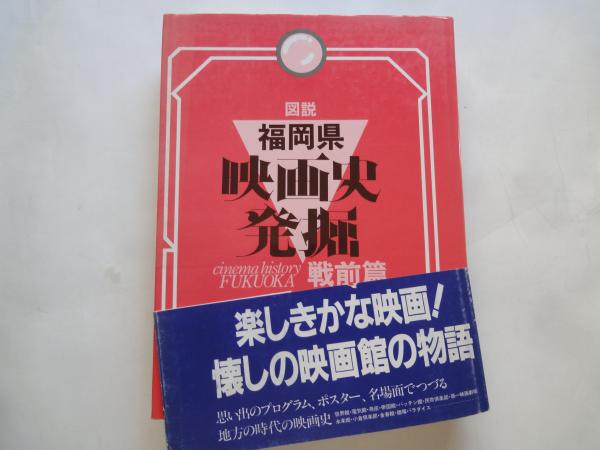 図説
福岡県
映画史
発掘
cinema history
FUKUOKA
戦前篇
楽しきかな映画!
懐しの映画館の物語
思い出のプログラム、ポスター、名場面でつづる
地方の時代の映画史